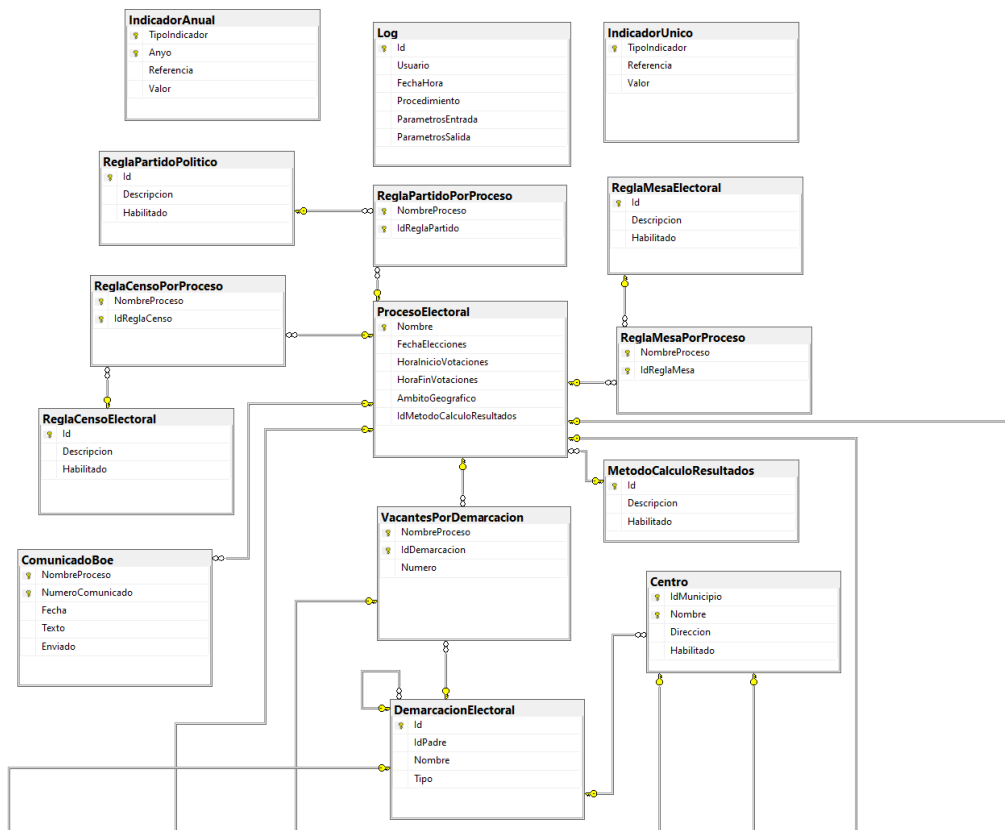 IndicadorAnual
TipoIndicador
Anyo
Referencia
Valor
Log
Id
Usuario
FechaHora
Procedimiento
ParametrosEntrada
ParametrosSalida
IndicadorUnico
TipoIndicador
Referencia
Valor
ReglaPartidoPolitico
Id
Descripcion
Habilitado
ReglaPartidoPorProceso
NombreProceso
IdReglaPartido
ReglaMesaElectoral
Id
Descripcion
Habilitado
ReglaCensoPorProceso
NombreProceso
IdReglaCenso
ProcesoElectoral
Nombre
FechaElecciones
HoraInicioVotaciones
HoraFinVotaciones
AmbitoGeografico
IdMetodoCalculoResultados
ReglaMesaPorProceso
NombreProceso
IdReglaMesa
ReglaCensoElectoral
Id
Descripcion
Habilitado
MetodoCalculoResultados
Id
Descripcion
Habilitado
VacantesPorDemarcacion
NombreProceso
IdDemarcacion
Numero
ComunicadoBoe
NombreProceso
NumeroComunicado
Fecha
Texto
Enviado
Centro
IdMunicipio
Nombre
Direccion
Habilitado
DemarcacionElectoral
Id
IdPadre
Nombre
Tipo